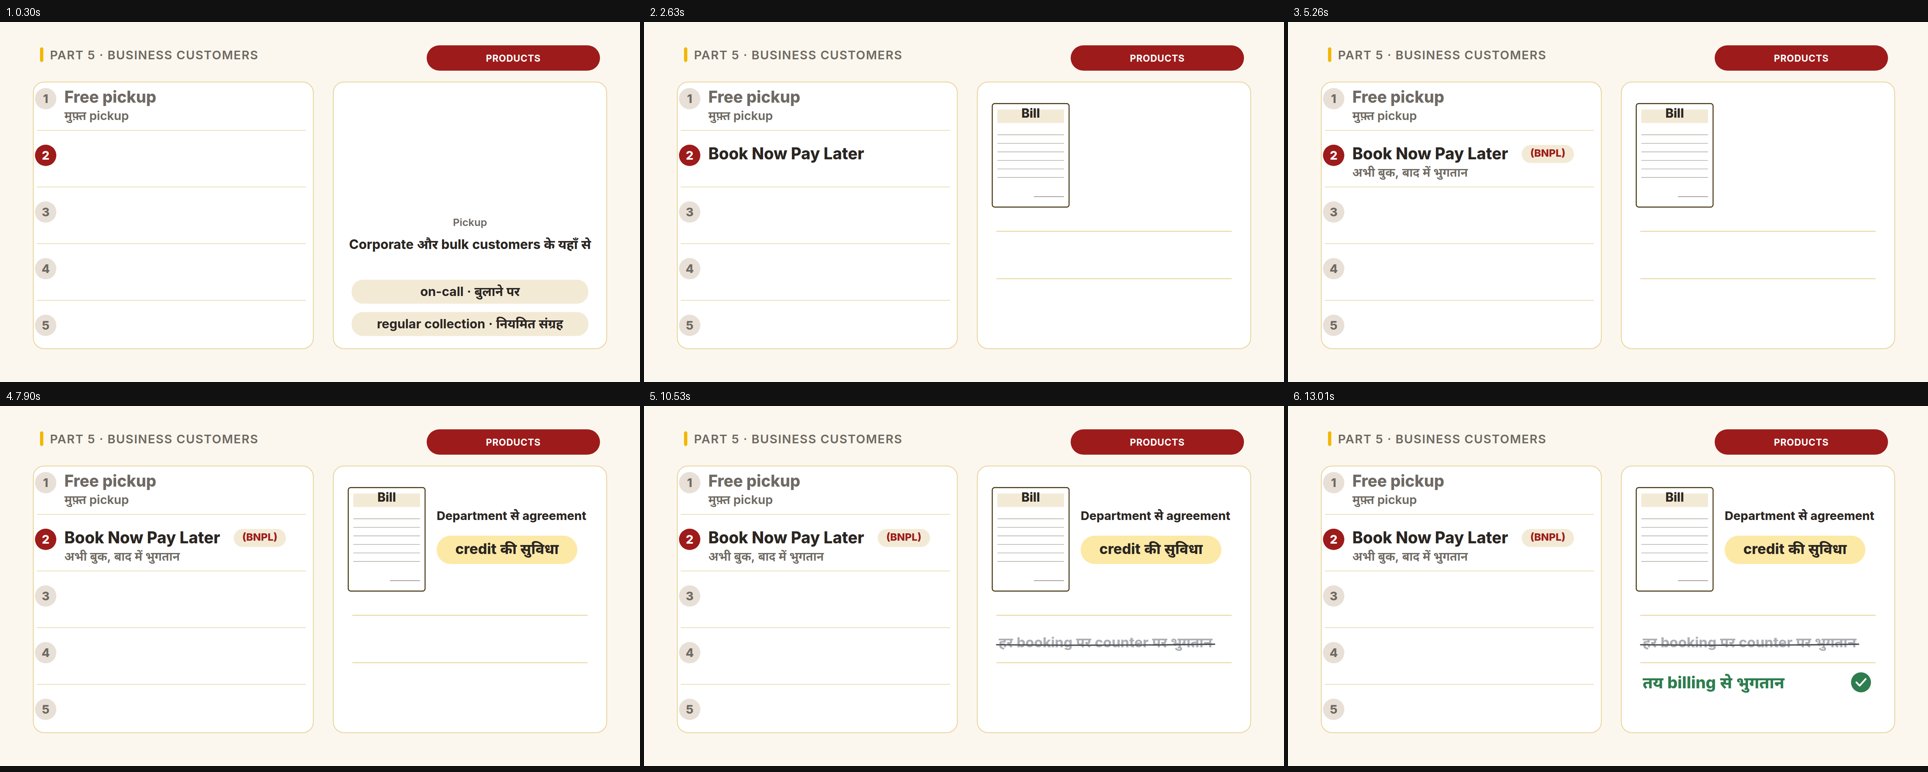 1. 0.30s
PART 5 · BUSINESS CUSTOMERS
PRODUCTS
1 Free pickup
मुफ़्त pickup
2
3
4
5
Pickup
Corporate और bulk customers के यहाँ से
on-call · बुलाने पर
regular collection · नियमित संग्रह
2. 2.63s
PART 5 · BUSINESS CUSTOMERS
PRODUCTS
1 Free pickup
मुफ़्त pickup
2 Book Now Pay Later
3
4
5
Bill
3. 5.26s
PART 5 · BUSINESS CUSTOMERS
PRODUCTS
1 Free pickup
मुफ़्त pickup
2 Book Now Pay Later (BNPL)
अभी बुक, बाद में भुगतान
3
4
5
Bill
4. 7.90s
PART 5 · BUSINESS CUSTOMERS
PRODUCTS
1 Free pickup
मुफ़्त pickup
2 Book Now Pay Later (BNPL)
अभी बुक, बाद में भुगतान
3
4
5
Bill
Department से agreement
credit की सुविधा
5. 10.53s
PART 5 · BUSINESS CUSTOMERS
PRODUCTS
1 Free pickup
मुफ़्त pickup
2 Book Now Pay Later (BNPL)
अभी बुक, बाद में भुगतान
3
4
5
Bill
Department से agreement
credit की सुविधा
हर booking पर counter पर भुगतान
6. 13.01s
PART 5 · BUSINESS CUSTOMERS
PRODUCTS
1 Free pickup
मुफ़्त pickup
2 Book Now Pay Later (BNPL)
अभी बुक, बाद में भुगतान
3
4
5
Bill
Department से agreement
credit की सुविधा
हर booking पर counter पर भुगतान
तय billing से भुगतान